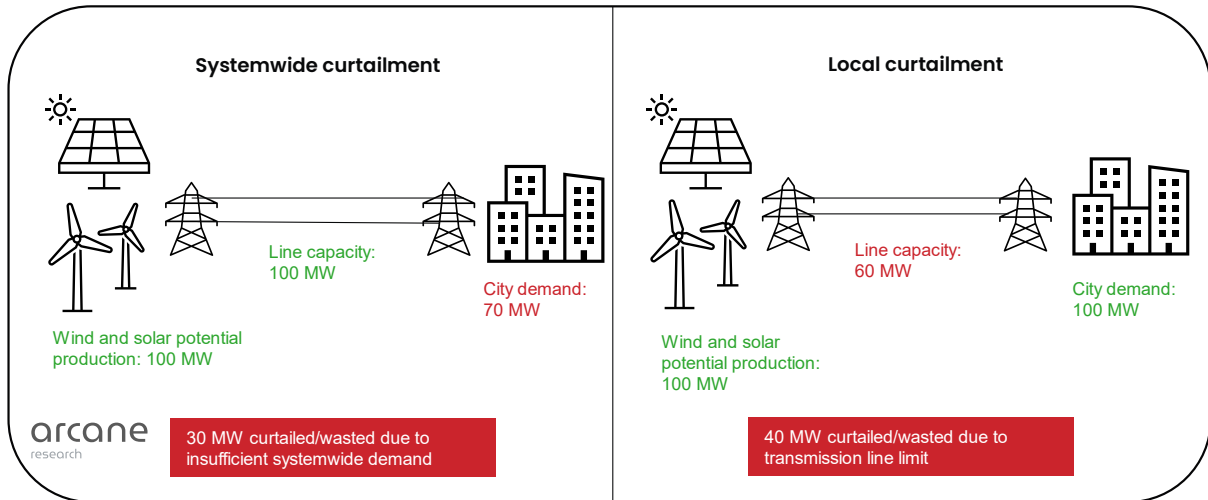 Systemwide curtailment
Line capacity:
100 MW
City demand:
70 MW
Wind and solar potential
production: 100 MW
30 MW curtailed/wasted due to
insufficient systemwide demand
arcane
research
Local curtailment
Line capacity:
60 MW
City demand:
100 MW
Wind and solar
potential production:
100 MW
40 MW curtailed/wasted due to
transmission line limit